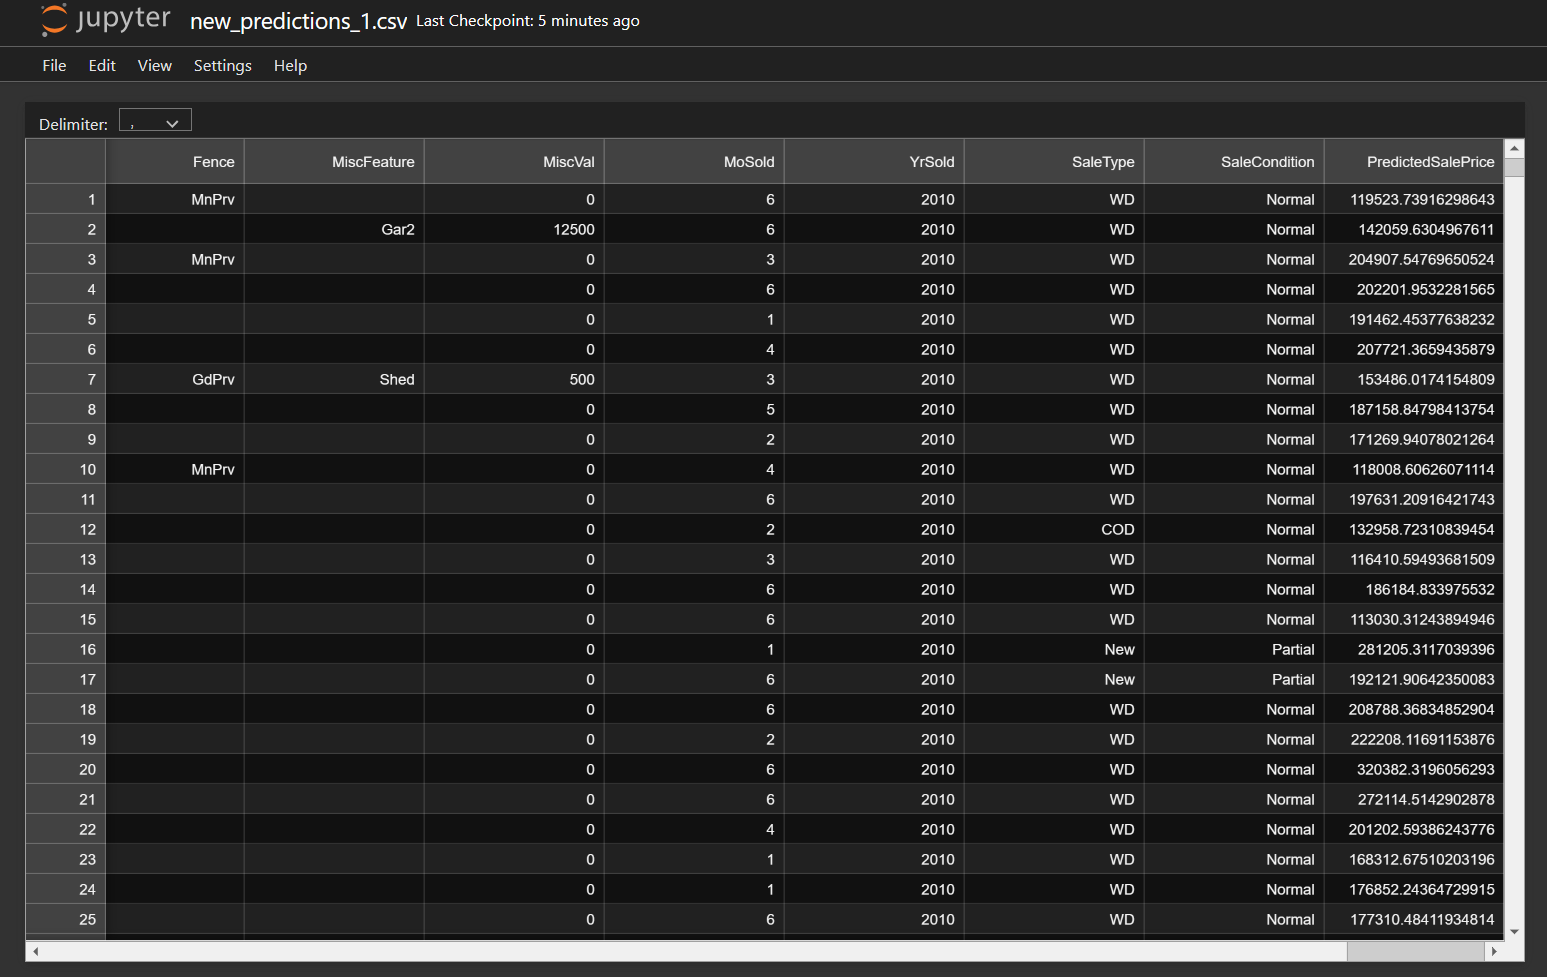 jupyter new_predictions_1.csv Last Checkpoint: 5 minutes ago
File Edit View Settings Help
Delimiter: ,
Fence MiscFeature MiscVal MoSold YrSold SaleType SaleCondition PredictedSalePrice
1 MnPrv 0 6 2010 WD Normal 119523.73916298643
2 Gar2 12500 6 2010 WD Normal 142059.6304967611
3 MnPrv 0 3 2010 WD Normal 204907.54769650524
4 0 6 2010 WD Normal 202201.9532281565
5 0 1 2010 WD Normal 191462.45377638232
6 0 4 2010 WD Normal 207721.3659435879
7 GdPrv Shed 500 3 2010 WD Normal 153486.0174154809
8 0 5 2010 WD Normal 187158.84798413754
9 0 2 2010 WD Normal 171269.94078021264
10 MnPrv 0 4 2010 WD Normal 118008.60626071114
11 0 6 2010 WD Normal 197631.20916421743
12 0 2 2010 COD Normal 132958.72310839454
13 0 3 2010 WD Normal 116410.59493681509
14 0 6 2010 WD Normal 186184.833975532
15 0 6 2010 WD Normal 113030.31243894946
16 0 1 2010 New Partial 281205.3117039396
17 0 6 2010 New Partial 192121.90642350083
18 0 6 2010 WD Normal 208788.36834852904
19 0 2 2010 WD Normal 222208.11691153876
20 0 6 2010 WD Normal 320382.3196056293
21 0 6 2010 WD Normal 272114.5142902878
22 0 4 2010 WD Normal 201202.59386243776
23 0 1 2010 WD Normal 168312.67510203196
24 0 1 2010 WD Normal 176852.24364729915
25 0 6 2010 WD Normal 177310.48411934814